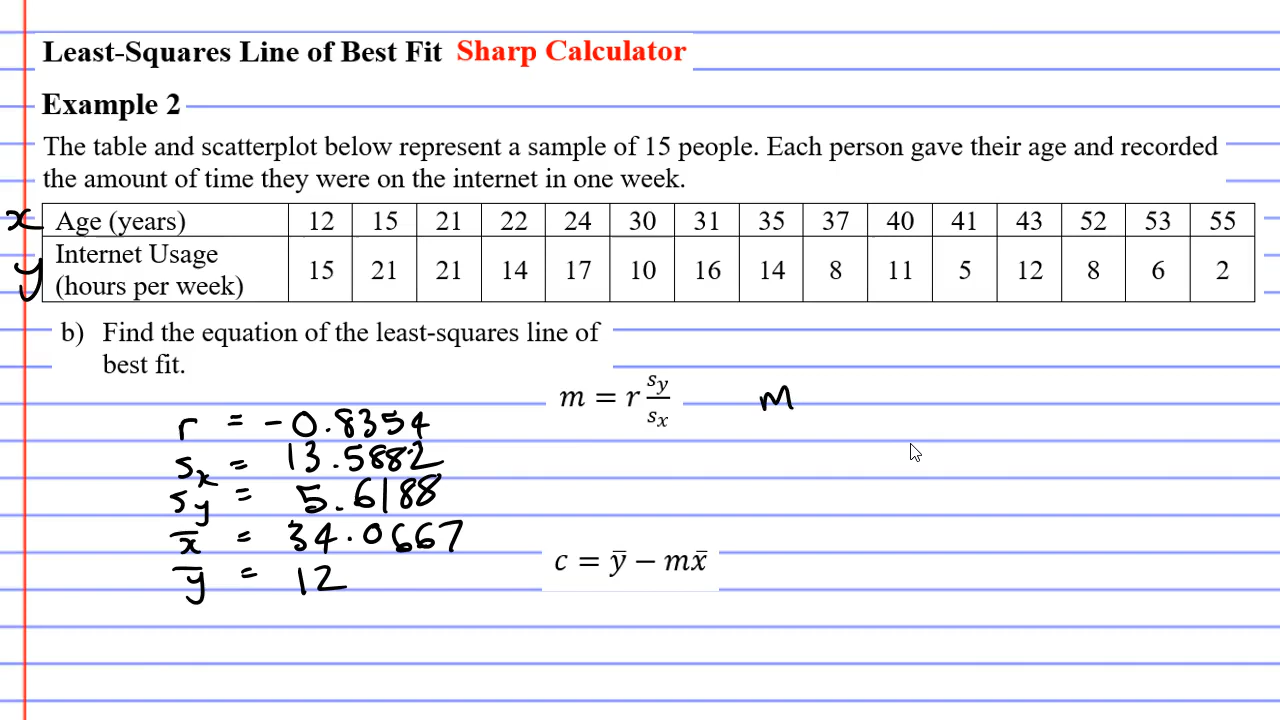 Least-Squares Line of Best Fit Sharp Calculator
Example 2
The table and scatterplot below represent a sample of 15 people. Each person gave their age and recorded
the amount of time they were on the internet in one week.
x Age (years) 12 15 21 22 24 30 31 35 37 40 41 43 52 53 55
y Internet Usage (hours per week) 15 21 21 14 17 10 16 14 8 11 5 12 8 6 2
b) Find the equation of the least-squares line of
best fit.
m = r s_y/s_x
m
r = -0.8354
s_x = 13.5882
s_y = 5.6188
x̄ = 34.0667
c = ȳ − mx̄
ȳ = 12